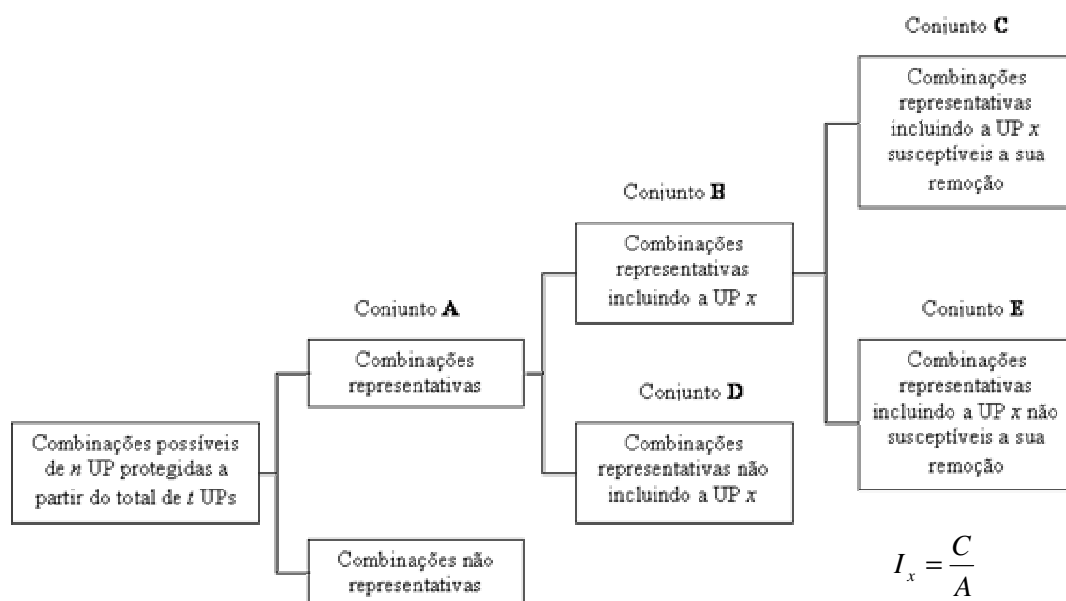 Conjunto C
Combinações
representativas
incluindo a UP x
susceptíveis a sua
remoção
Conjunto B
Combinações
representativas
incluindo a UP x
Conjunto A
Combinações
representativas
Conjunto E
Combinações
representativas
incluindo a UP x não
susceptíveis a sua
remoção
Conjunto D
Combinações
representativas não
incluindo a UP x
Combinações possíveis
de n UP protegidas a
partir do total de t UPs
Combinações não
representativas
I_x = C/A